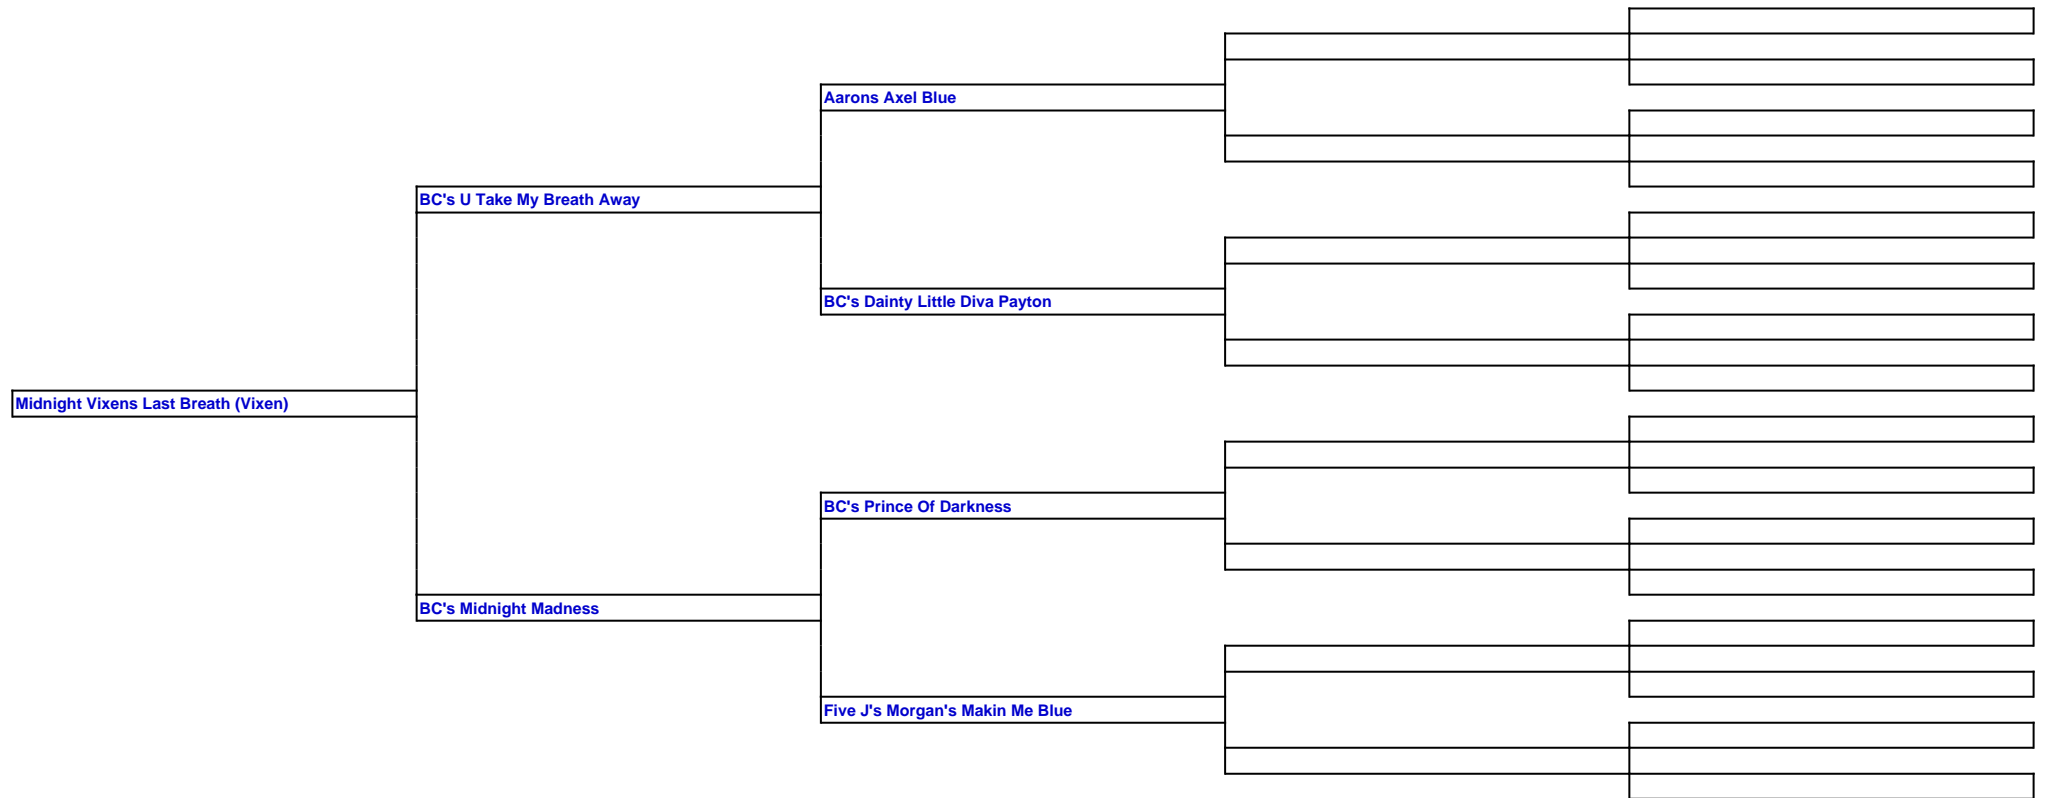 Aarons Axel Blue
BC's U Take My Breath Away
BC's Dainty Little Diva Payton
Midnight Vixens Last Breath (Vixen)
BC's Prince Of Darkness
BC's Midnight Madness
Five J's Morgan's Makin Me Blue